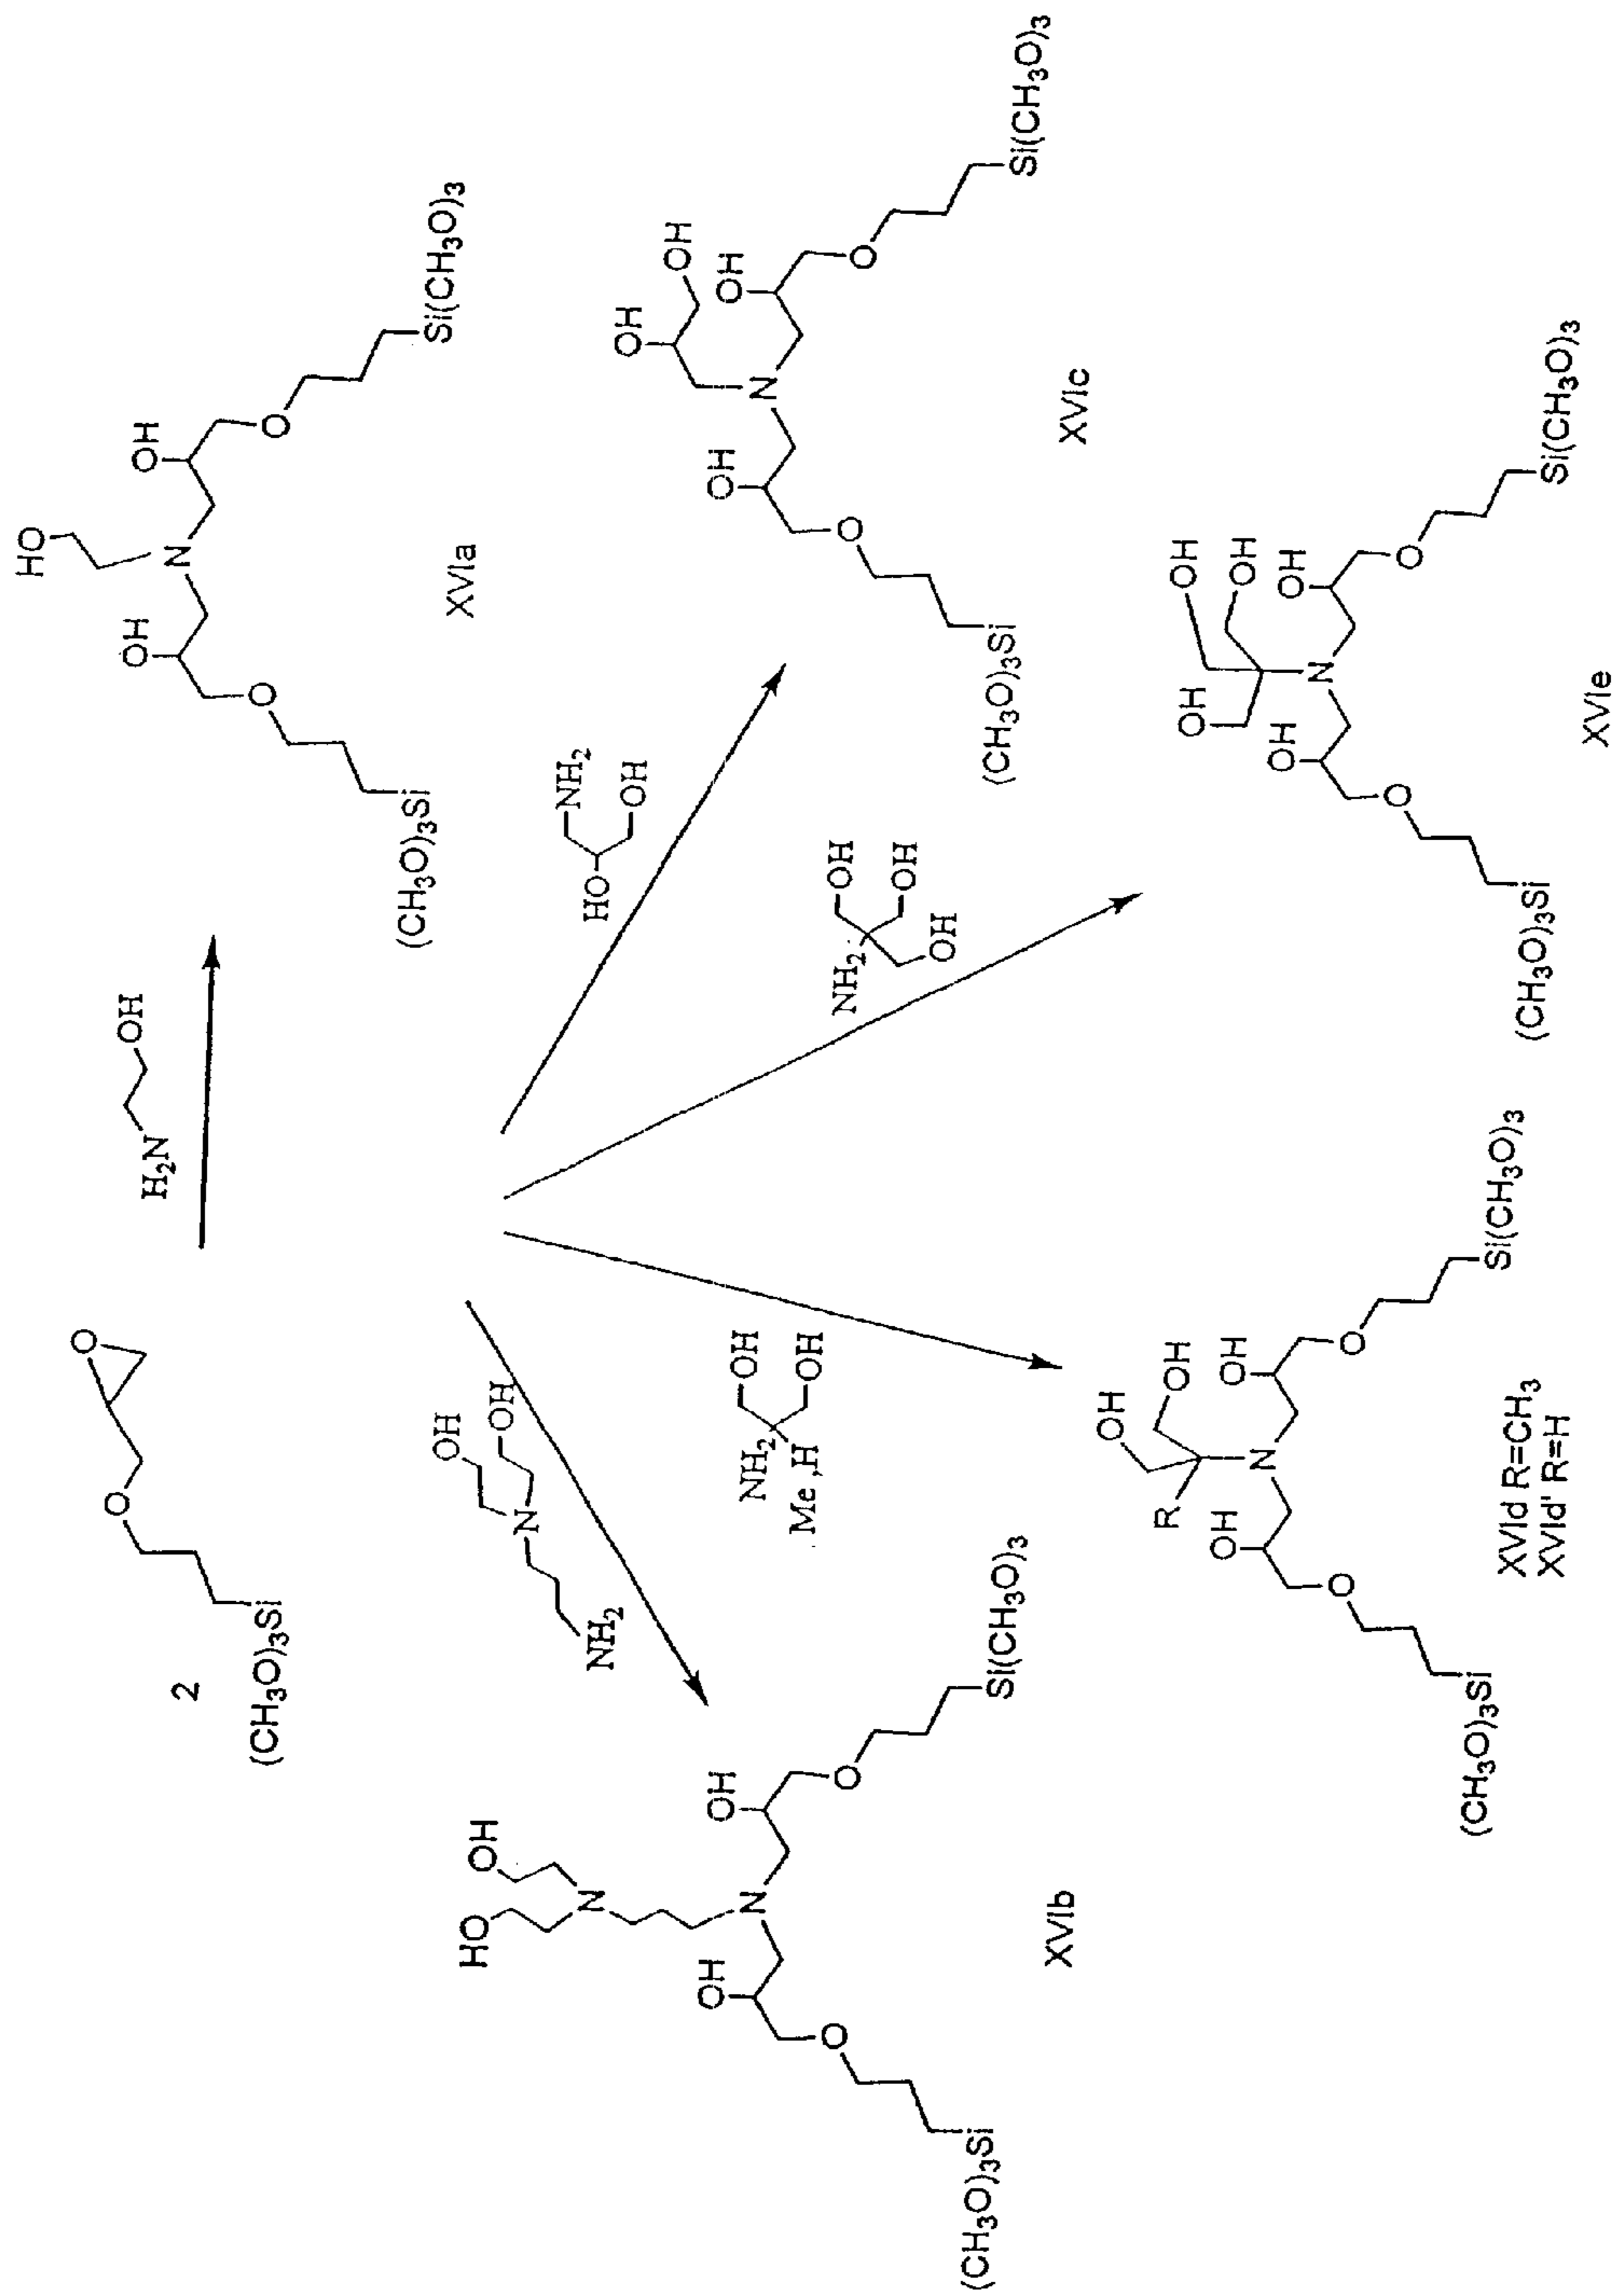 O
O
(CH3O)3Si
2
H2N
OH
HO
N
OH
OH
O
O
(CH3O)3Si
Si(CH3O)3
XVIa
OH
OH
N
NH2
HO
OH
N
N
OH
OH
O
O
(CH3O)3Si
Si(CH3O)3
XVIb
NH2
HO
OH
OH
OH
N
OH
OH
O
O
(CH3O)3Si
Si(CH3O)3
XVIc
NH2
OH
OH
Me ,H
OH
OH
R
N
OH
OH
O
O
(CH3O)3Si
Si(CH3O)3
XVId R=CH3
XVId' R=H
NH2
OH
OH
OH
OH
OH
OH
N
OH
OH
O
O
(CH3O)3Si
Si(CH3O)3
XVIe